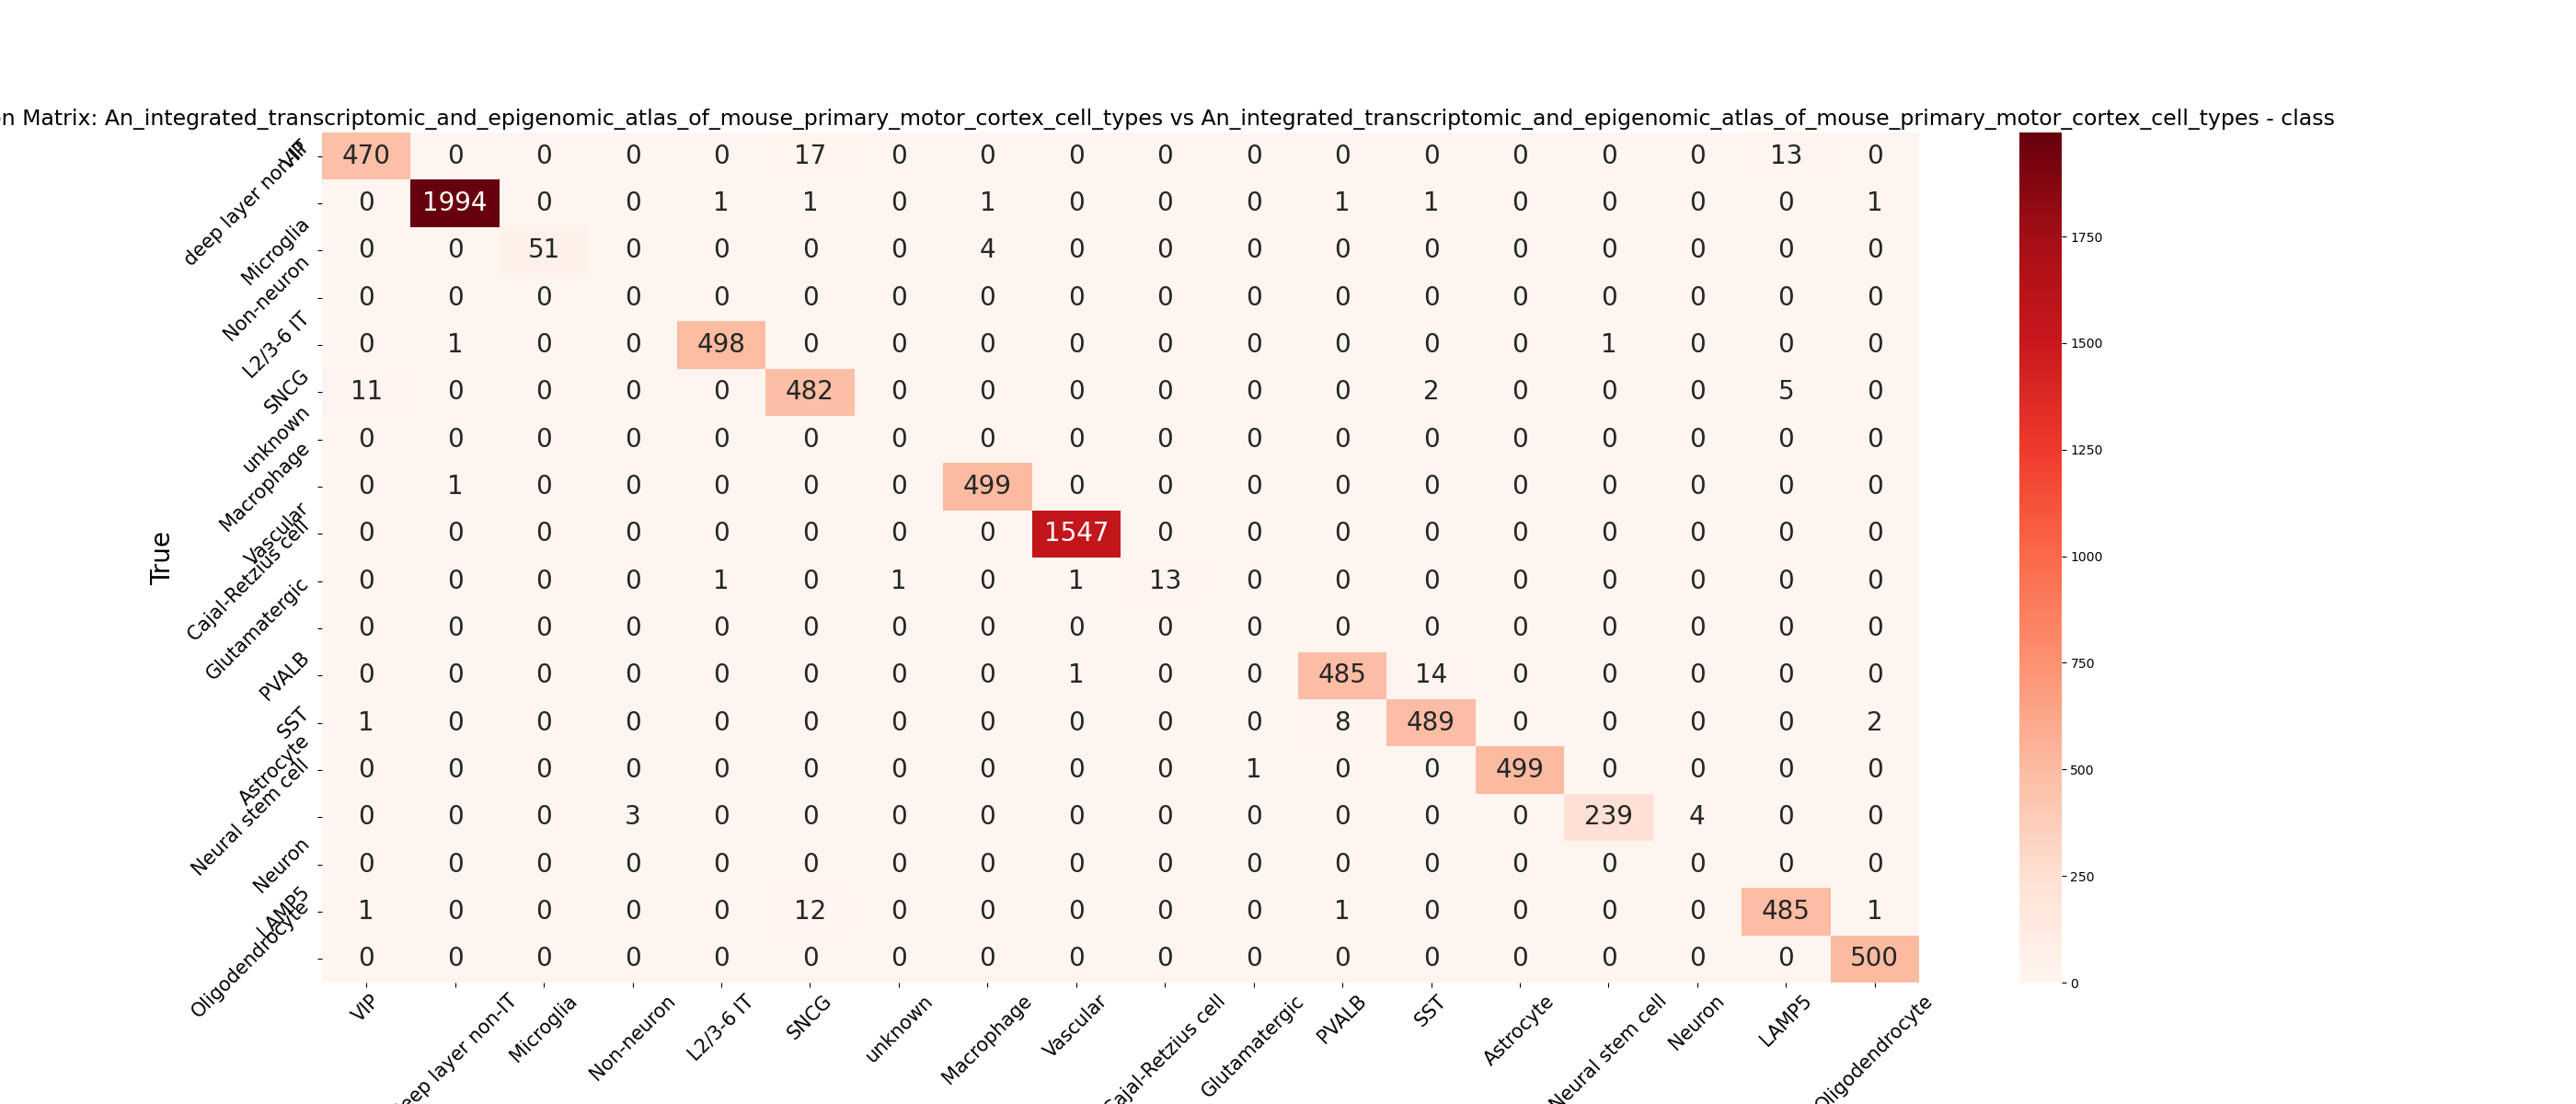 n Matrix: An_integrated_transcriptomic_and_epigenomic_atlas_of_mouse_primary_motor_cortex_cell_types vs An_integrated_transcriptomic_and_epigenomic_atlas_of_mouse_primary_motor_cortex_cell_types - class
VIP 470 0 0 0 0 17 0 0 0 0 0 0 0 0 0 0 13 0
deep layer non-IT 0 1994 0 0 1 1 0 1 0 0 0 1 1 0 0 0 0 1
Microglia 0 0 51 0 0 0 0 4 0 0 0 0 0 0 0 0 0 0
Non-neuron 0 0 0 0 0 0 0 0 0 0 0 0 0 0 0 0 0 0
L2/3-6 IT 0 1 0 0 498 0 0 0 0 0 0 0 0 0 1 0 0 0
SNCG 11 0 0 0 0 482 0 0 0 0 0 0 2 0 0 0 5 0
unknown 0 0 0 0 0 0 0 0 0 0 0 0 0 0 0 0 0 0
Macrophage 0 1 0 0 0 0 0 499 0 0 0 0 0 0 0 0 0 0
Vascular 0 0 0 0 0 0 0 0 1547 0 0 0 0 0 0 0 0 0
Cajal-Retzius cell 0 0 0 0 1 0 1 0 1 13 0 0 0 0 0 0 0 0
Glutamatergic 0 0 0 0 0 0 0 0 0 0 0 0 0 0 0 0 0 0
PVALB 0 0 0 0 0 0 0 0 1 0 0 485 14 0 0 0 0 0
SST 1 0 0 0 0 0 0 0 0 0 0 8 489 0 0 0 0 2
Astrocyte 0 0 0 0 0 0 0 0 0 0 1 0 0 499 0 0 0 0
Neural stem cell 0 0 0 3 0 0 0 0 0 0 0 0 0 0 239 4 0 0
Neuron 0 0 0 0 0 0 0 0 0 0 0 0 0 0 0 0 0 0
LAMP5 1 0 0 0 0 12 0 0 0 0 0 1 0 0 0 0 485 1
Oligodendrocyte 0 0 0 0 0 0 0 0 0 0 0 0 0 0 0 0 0 500
True
VIP
eep layer non-IT
Microglia
Non-neuron
L2/3-6 IT
SNCG
unknown
Macrophage
Vascular
Cajal-Retzius cell
Glutamatergic
PVALB
SST
Astrocyte
Neural stem cell
Neuron
LAMP5
Oligodendrocyte
1750
1500
1250
1000
750
500
250
0